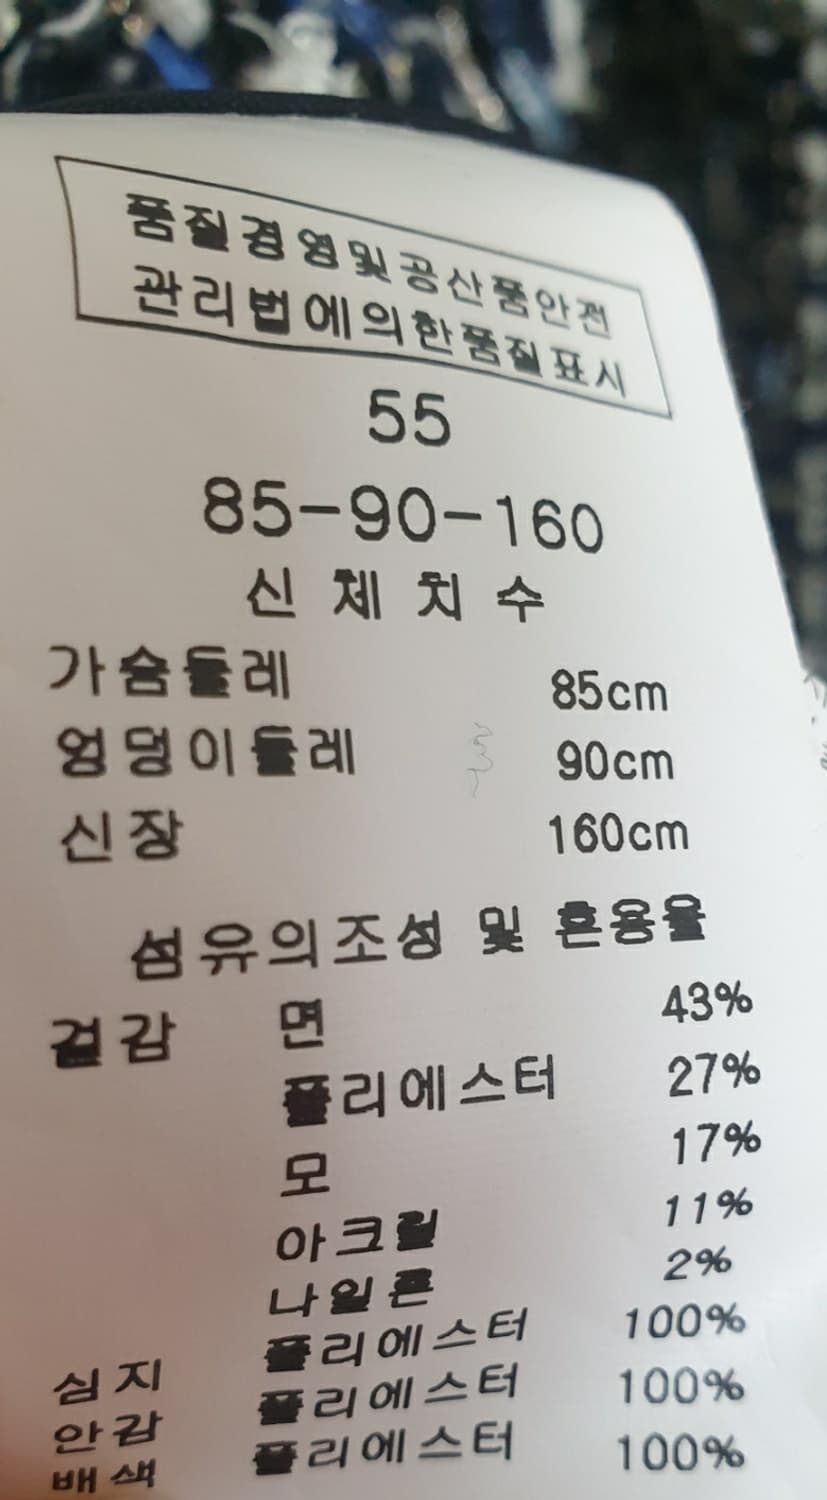 품질경영및공산품안전
관리법에의한품질표시
55
85-90-160
신체치수
가슴둘레 85cm
엉덩이둘레 90cm
신장 160cm
섬유의조성 및 혼용율
겉감 면 43%
폴리에스터 27%
모 17%
아크릴 11%
나일론 2%
심지 폴리에스터 100%
안감 폴리에스터 100%
배색 폴리에스터 100%